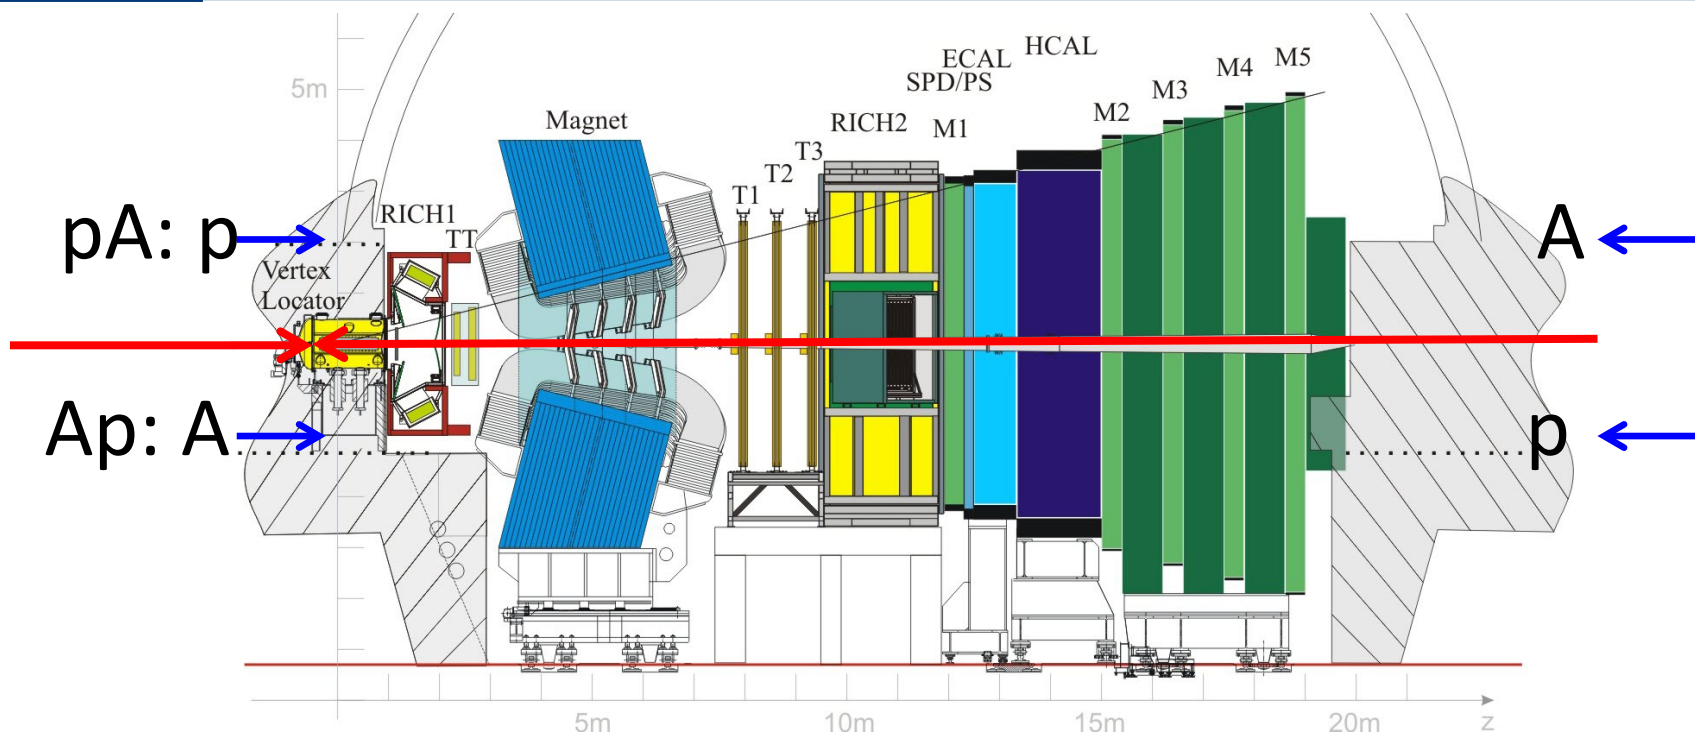 HCAL
ECAL
SPD/PS
M5
M4
M3
M2
M1
RICH2
5m
Magnet
T3
T2
T1
RICH1
TT
pA: p
A
Vertex
Locator
Ap: A
p
5m
10m
15m
20m
z